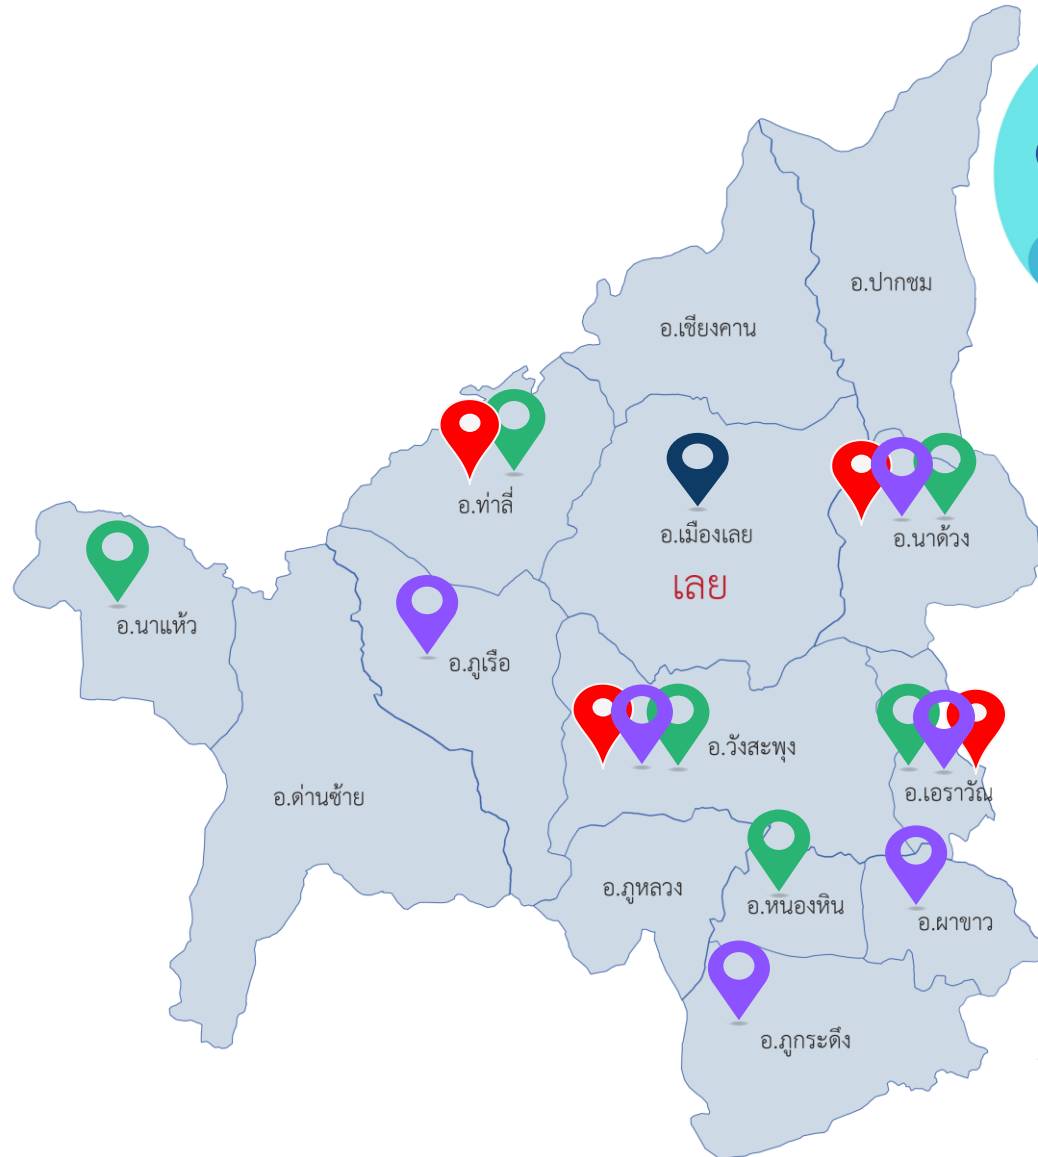 อ.ปากชม
อ.เชียงคาน
อ.ท่าลี่
อ.เมืองเลย
อ.นาด้วง
เลย
อ.นาแห้ว
อ.ภูเรือ
อ.วังสะพุง
อ.ด่านซ้าย
อ.เอราวัณ
อ.ภูหลวง
อ.หนองหิน
อ.ผาขาว
อ.ภูกระดึง